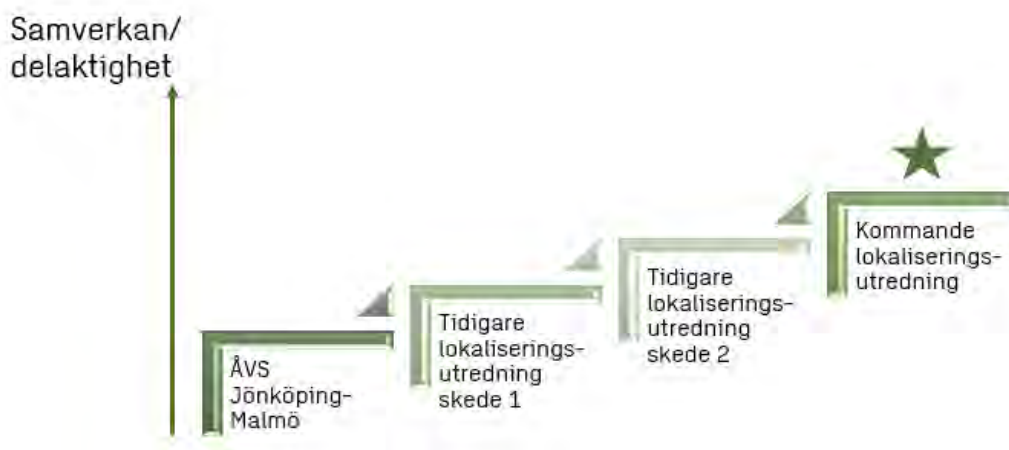 Samverkan/
delaktighet
ÅVS
Jönköping-
Malmö
Tidigare
lokaliserings-
utredning
skede 1
Tidigare
lokaliserings-
utredning
skede 2
Kommande
lokaliserings-
utredning